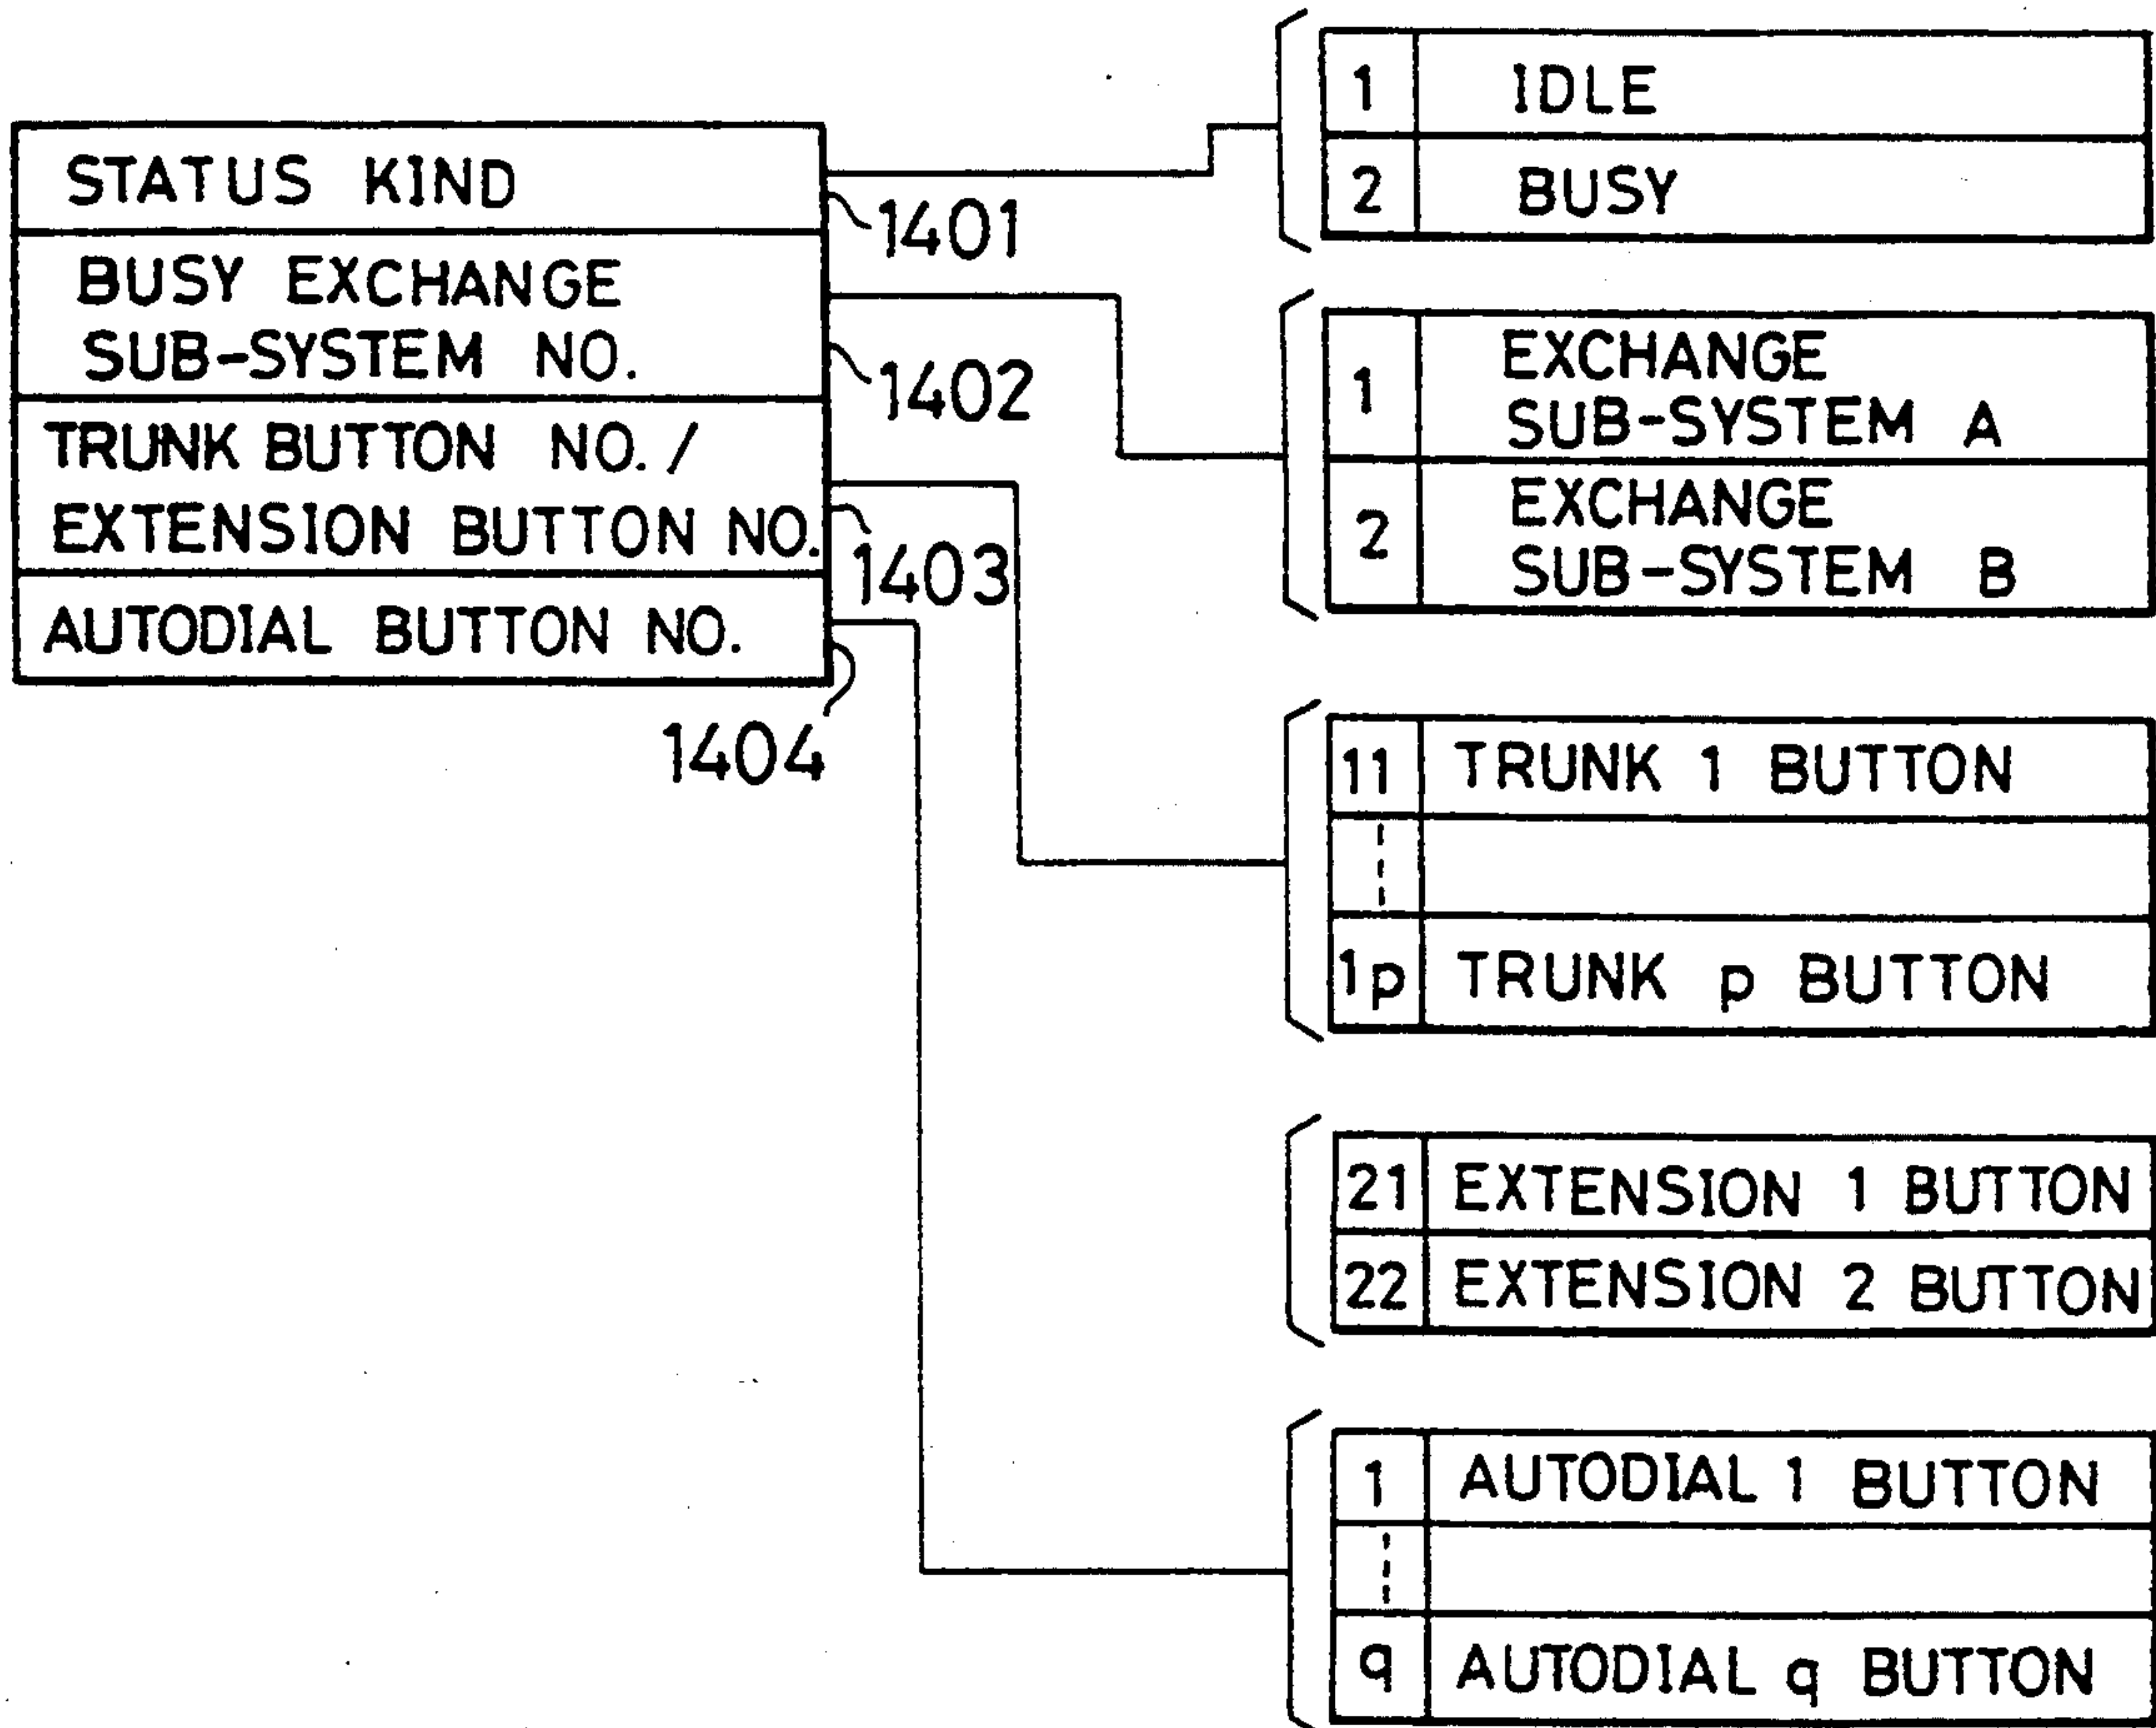 STATUS KIND
1401
BUSY EXCHANGE
SUB-SYSTEM NO.
1402
TRUNK BUTTON NO. /
EXTENSION BUTTON NO.
1403
AUTODIAL BUTTON NO.
1404
1 IDLE
2 BUSY
1 EXCHANGE
SUB-SYSTEM A
2 EXCHANGE
SUB-SYSTEM B
11 TRUNK 1 BUTTON
1p TRUNK p BUTTON
21 EXTENSION 1 BUTTON
22 EXTENSION 2 BUTTON
1 AUTODIAL 1 BUTTON
q AUTODIAL q BUTTON